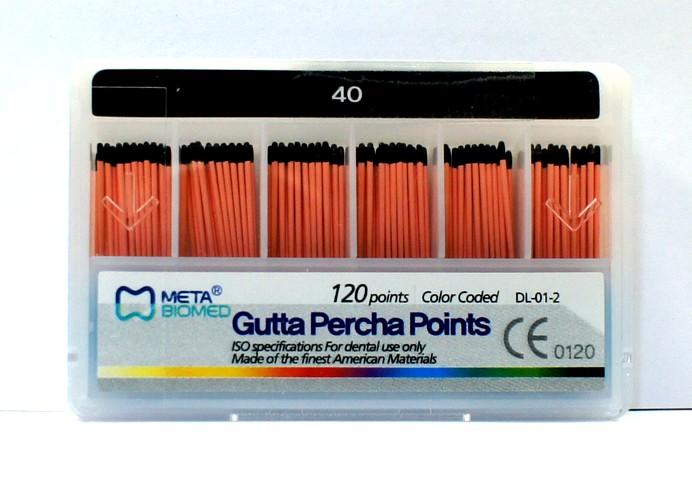 40
META®
BIOMED
120 points Color Coded DL-01-2
Gutta Percha Points
ISO specifications For dental use only
Made of the finest American Materials
CE 0120